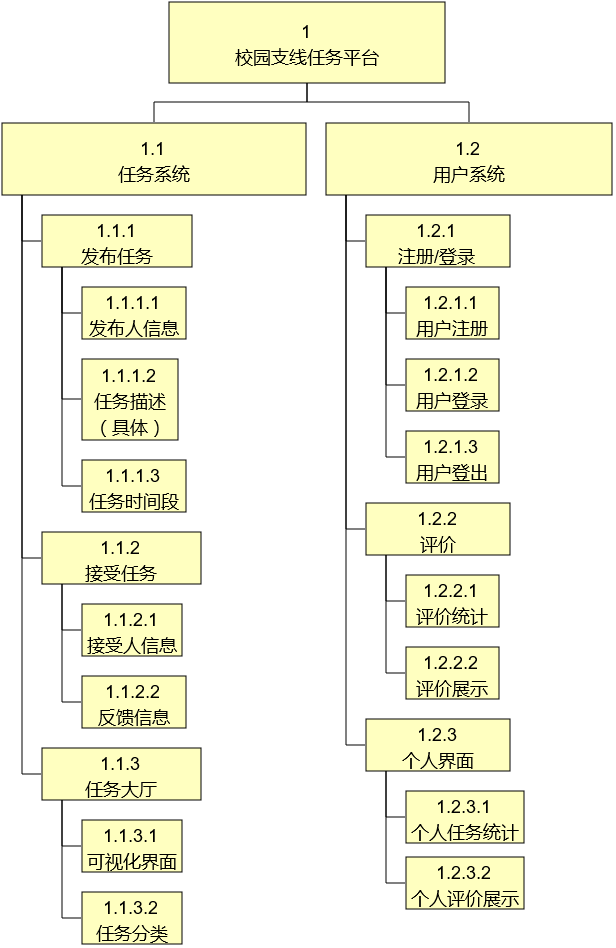 1
校园支线任务平台
1.1
任务系统
1.1.1
发布任务
1.1.1.1
发布人信息
1.1.1.2
任务描述
（具体）
1.1.1.3
任务时间段
1.1.2
接受任务
1.1.2.1
接受人信息
1.1.2.2
反馈信息
1.1.3
任务大厅
1.1.3.1
可视化界面
1.1.3.2
任务分类
1.2
用户系统
1.2.1
注册/登录
1.2.1.1
用户注册
1.2.1.2
用户登录
1.2.1.3
用户登出
1.2.2
评价
1.2.2.1
评价统计
1.2.2.2
评价展示
1.2.3
个人界面
1.2.3.1
个人任务统计
1.2.3.2
个人评价展示